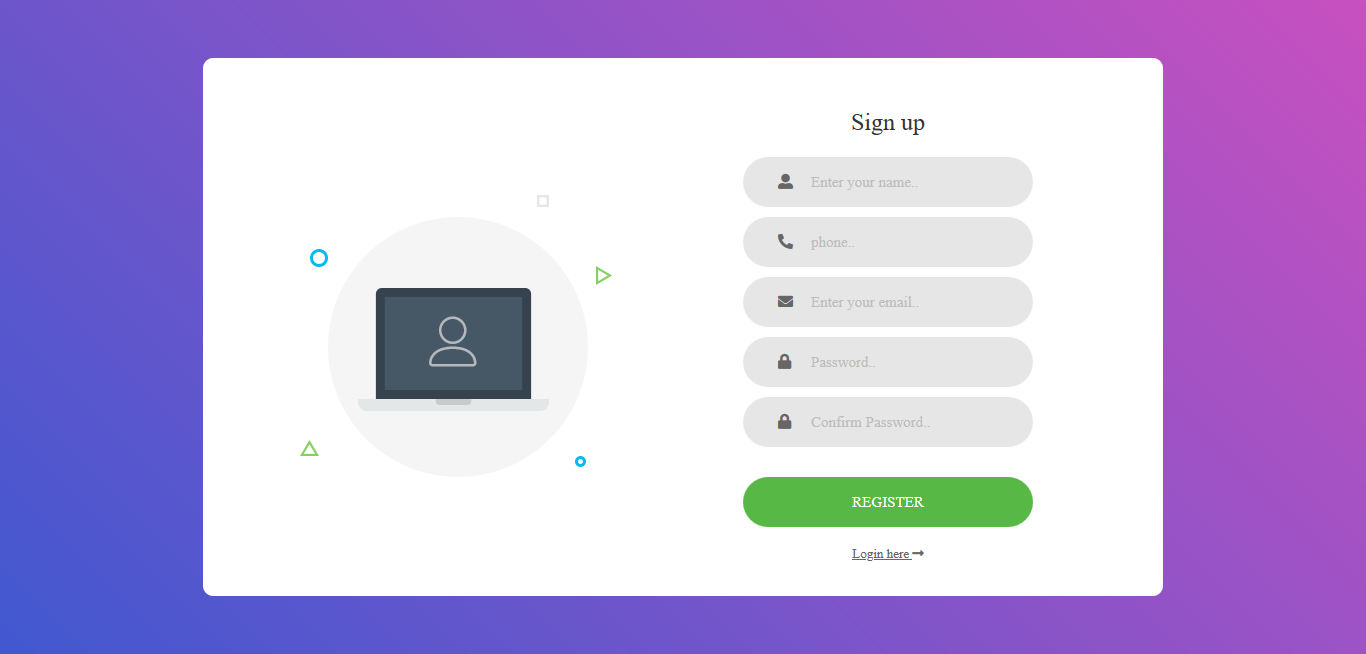 Sign up
Enter your name..
phone..
Enter your email..
Password..
Confirm Password..
REGISTER
Login here